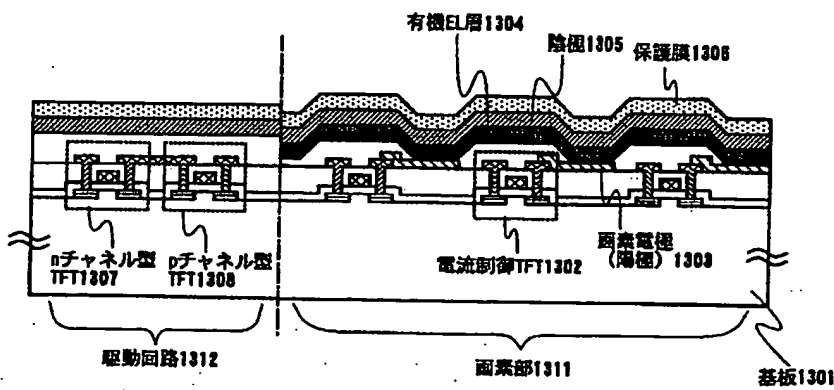 有機EL層1304
陰極1305
保護膜1306
nチャネル型
TFT1307
pチャネル型
TFT1308
電流制御TFT1302
画素電極
(陽極)1303
駆動回路1312
画素部1311
基板1301